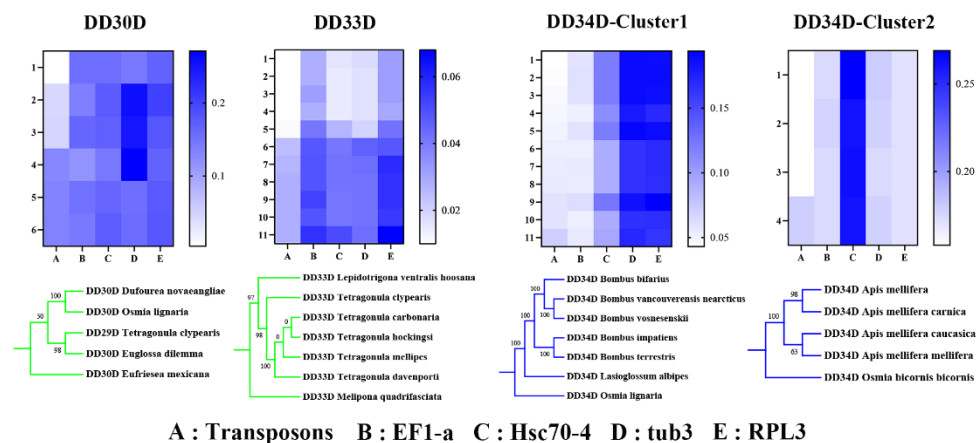 DD30D
DD33D
DD34D-Cluster1
DD34D-Cluster2
1
2
3
4
5
6
A B C D E
0.2
0.1
1
2
3
4
5
6
7
8
9
10
11
A B C D E
0.06
0.04
0.02
1
2
3
4
5
6
7
8
9
10
11
A B C D E
0.15
0.10
0.05
1
2
3
4
A B C D E
0.25
0.20
DD30D Dufourea novaeangliae
DD30D Osmia lignaria
DD29D Tetragonula clypearis
DD30D Euglossa dilemma
DD30D Eufriesea mexicana
100
30
98
DD33D Lepidotrigona ventralis hoosana
DD33D Tetragonula clypearis
DD33D Tetragonula carbonaria
DD33D Tetragonula hockingsi
DD33D Tetragonula mellipes
DD33D Tetragonula davenporti
DD33D Melipona quadrifasciata
97
98
0
0
100
DD34D Bombus bifarius
DD34D Bombus vancouverensis nearcticus
DD34D Bombus vosnesenskii
DD34D Bombus impatiens
DD34D Bombus terrestris
DD34D Lasioglossum albipes
DD34D Osmia lignaria
100
100
100
100
100
DD34D Apis mellifera
DD34D Apis mellifera carnica
DD34D Apis mellifera caucasica
DD34D Apis mellifera mellifera
DD34D Osmia bicornis bicornis
98
100
63
A : Transposons B : EF1-a C : Hsc70-4 D : tub3 E : RPL3